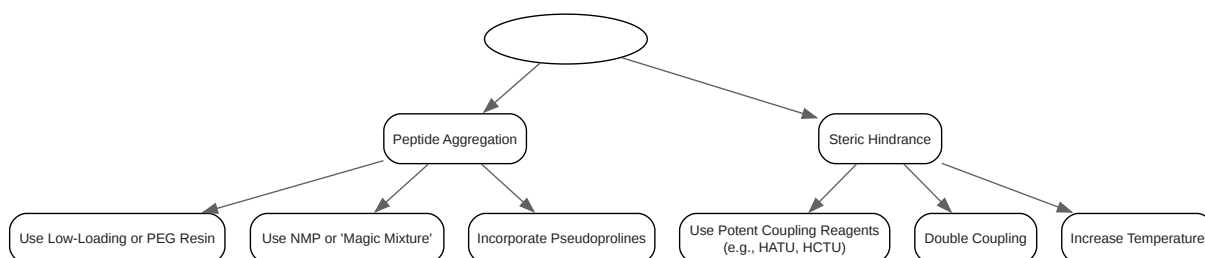 Peptide Aggregation
Steric Hindrance
Use Low-Loading or PEG Resin
Use NMP or 'Magic Mixture'
Incorporate Pseudoprolines
Use Potent Coupling Reagents
(e.g., HATU, HCTU)
Double Coupling
Increase Temperature